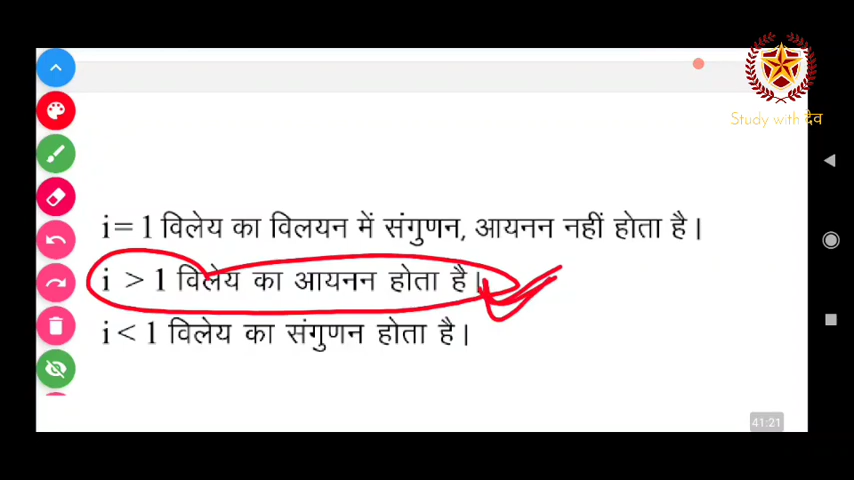 Study with देव
i = 1 विलेय का विलयन में संगुणन, आयनन नहीं होता है।
i > 1 विलेय का आयनन होता है।
i < 1 विलेय का संगुणन होता है।
41:21